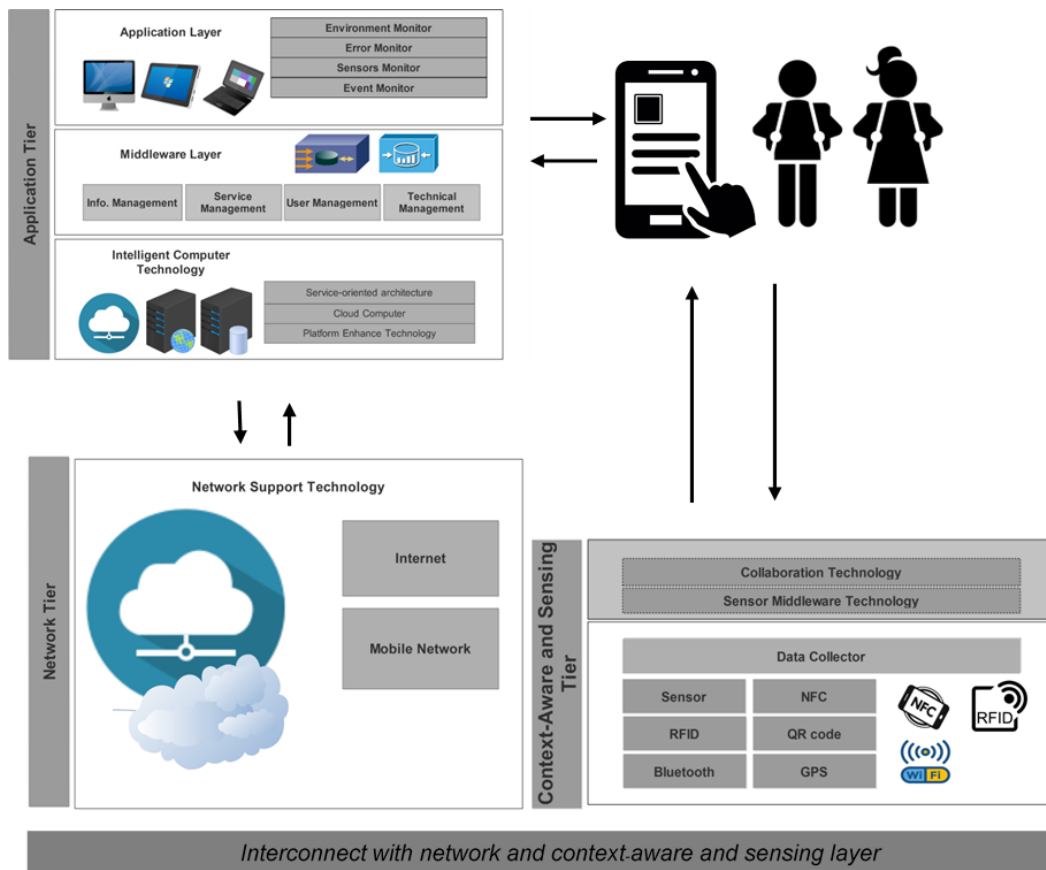 Application Tier
Application Layer
Environment Monitor
Error Monitor
Sensors Monitor
Event Monitor
Middleware Layer
Info. Management
Service
Management
User Management
Technical
Management
Intelligent Computer
Technology
Service-oriented architecture
Cloud Computer
Platform Enhance Technology
Network Tier
Network Support Technology
Internet
Mobile Network
Context-Aware and Sensing
Tier
Collaboration Technology
Sensor Middleware Technology
Data Collector
Sensor
NFC
RFID
QR code
Bluetooth
GPS
NFC
RFID
Wi Fi
Interconnect with network and context-aware and sensing layer